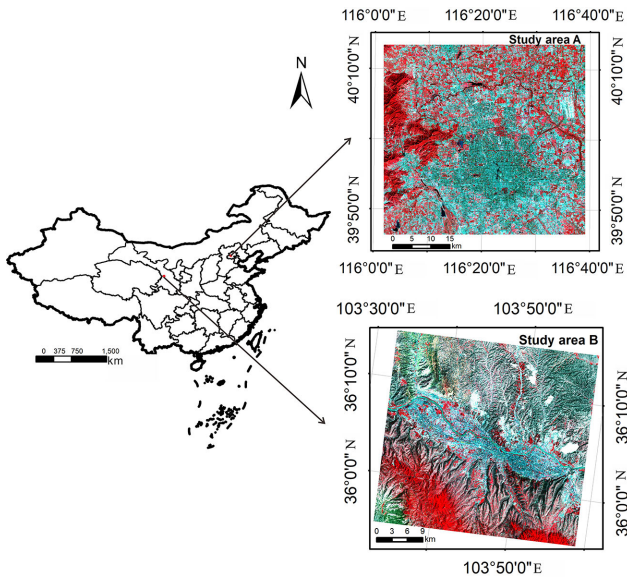 116°0'0"E 116°20'0"E 116°40'0"E
Study area A
40°10'0" N
40°10'0" N
39°50'0" N
39°50'0" N
0 5 10 15
km
116°0'0"E 116°20'0"E 116°40'0"E
N
0 375 750 1,500
km
103°30'0"E 103°50'0"E
Study area B
36°10'0" N
36°10'0" N
36°0'0" N
36°0'0" N
0 3 6 9
km
103°50'0"E